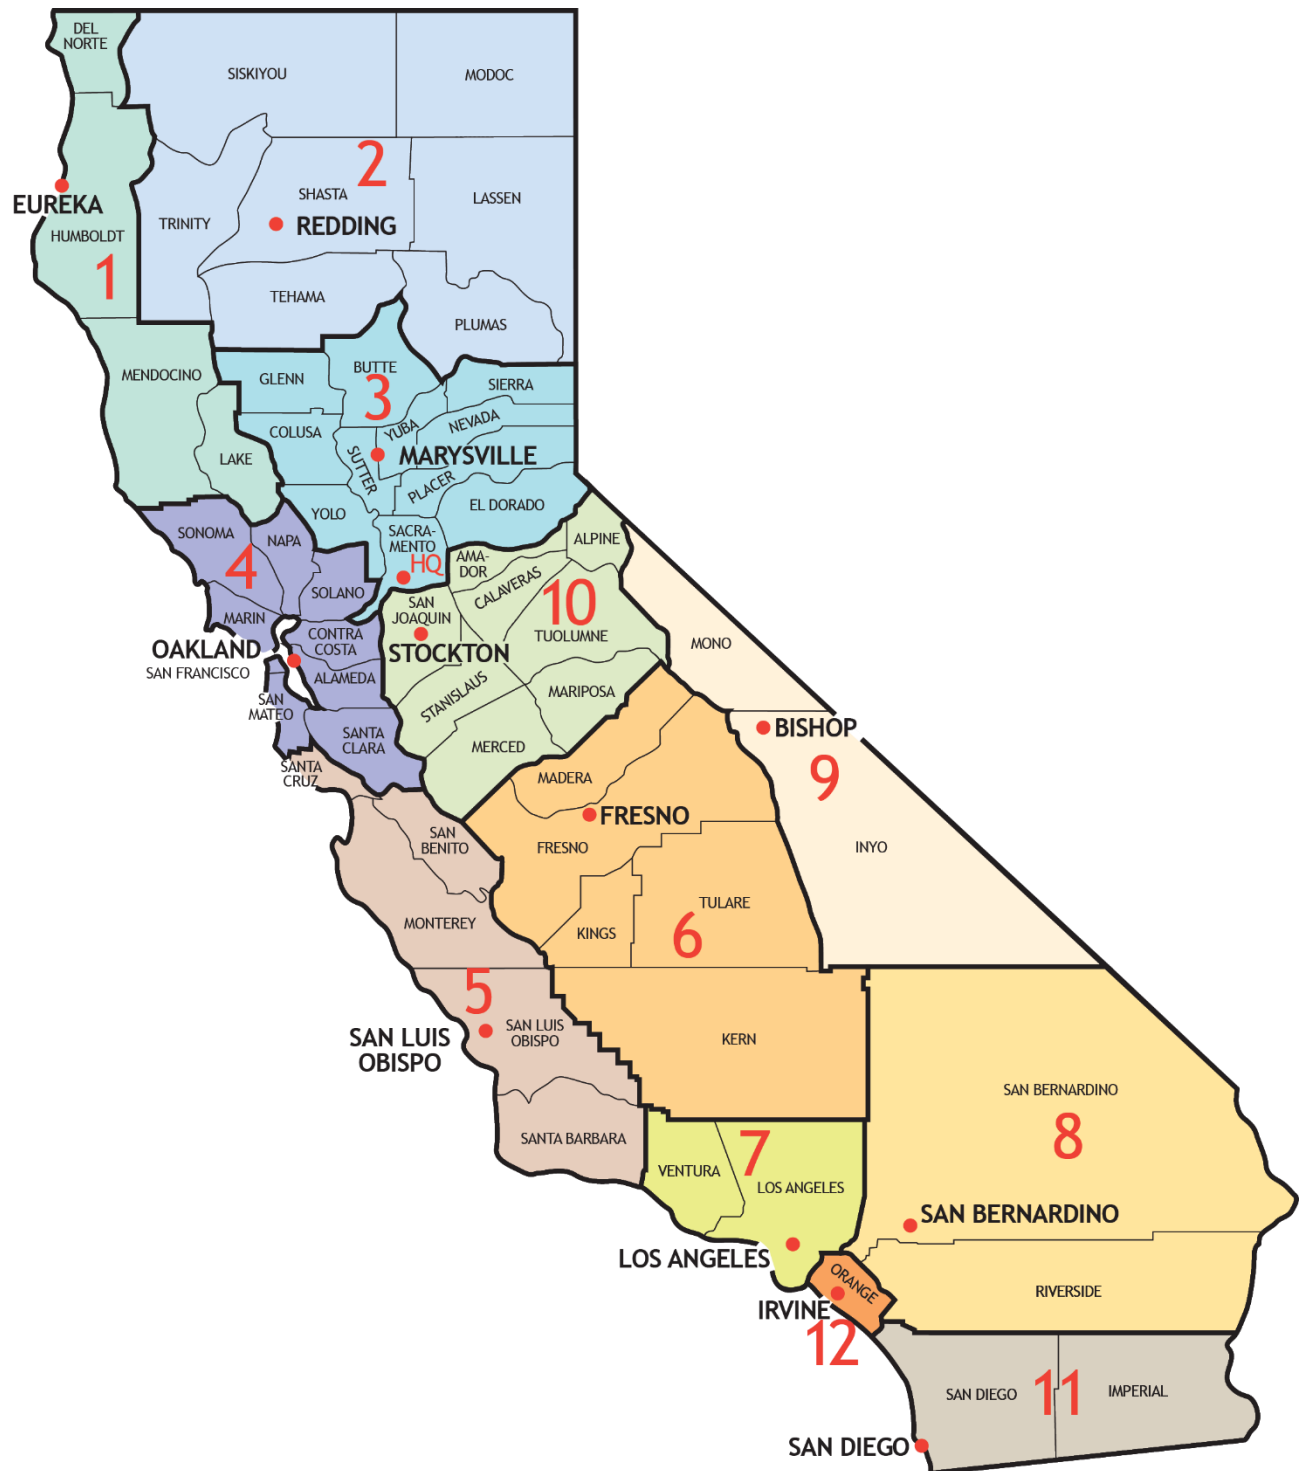 DEL
NORTE
SISKIYOU
MODOC
2
SHASTA
LASSEN
EUREKA
TRINITY
REDDING
HUMBOLDT
1
TEHAMA
PLUMAS
MENDOCINO
GLENN
BUTTE
SIERRA
3
COLUSA
YUBA
NEVADA
LAKE
SUTTER
MARYSVILLE
PLACER
YOLO
EL DORADO
SONOMA
NAPA
SACRA-
MENTO
HQ
AMA-
DOR
ALPINE
4
SOLANO
CALAVERAS
10
MARIN
SAN
JOAQUIN
CONTRA
COSTA
TUOLUMNE
MONO
OAKLAND
STOCKTON
SAN FRANCISCO
ALAMEDA
STANISLAUS
MARIPOSA
SAN
MATEO
SANTA
CLARA
MERCED
BISHOP
SANTA
CRUZ
MADERA
9
FRESNO
SAN
BENITO
FRESNO
INYO
MONTEREY
KINGS
TULARE
6
5
SAN LUIS
OBISPO
SAN LUIS
OBISPO
KERN
SAN BERNARDINO
SANTA BARBARA
8
7
VENTURA
LOS ANGELES
SAN BERNARDINO
LOS ANGELES
ORANGE
RIVERSIDE
IRVINE
12
SAN DIEGO
11
IMPERIAL
SAN DIEGO